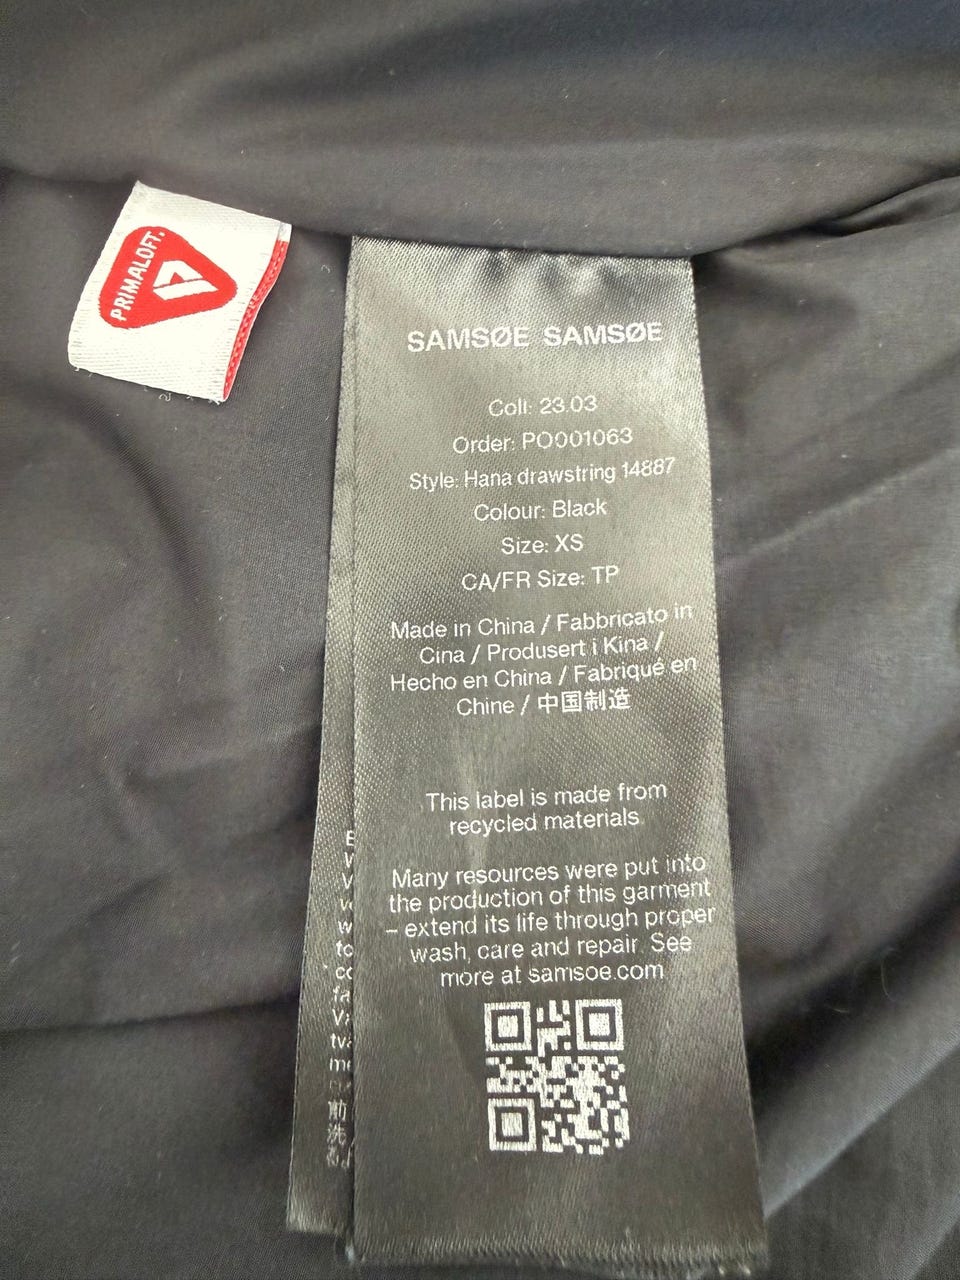 PRIMALOFT
SAMSØE SAMSØE
Coll: 23.03
Order: PO001063
Style: Hana drawstring 14887
Colour: Black
Size: XS
CA/FR Size: TP
Made in China / Fabbricato in
Cina / Produsert i Kina /
Hecho en China / Fabriqué en
Chine / 中国制造
This label is made from
recycled materials.
Many resources were put into
the production of this garment
– extend its life through proper
wash, care and repair. See
more at samsoe.com